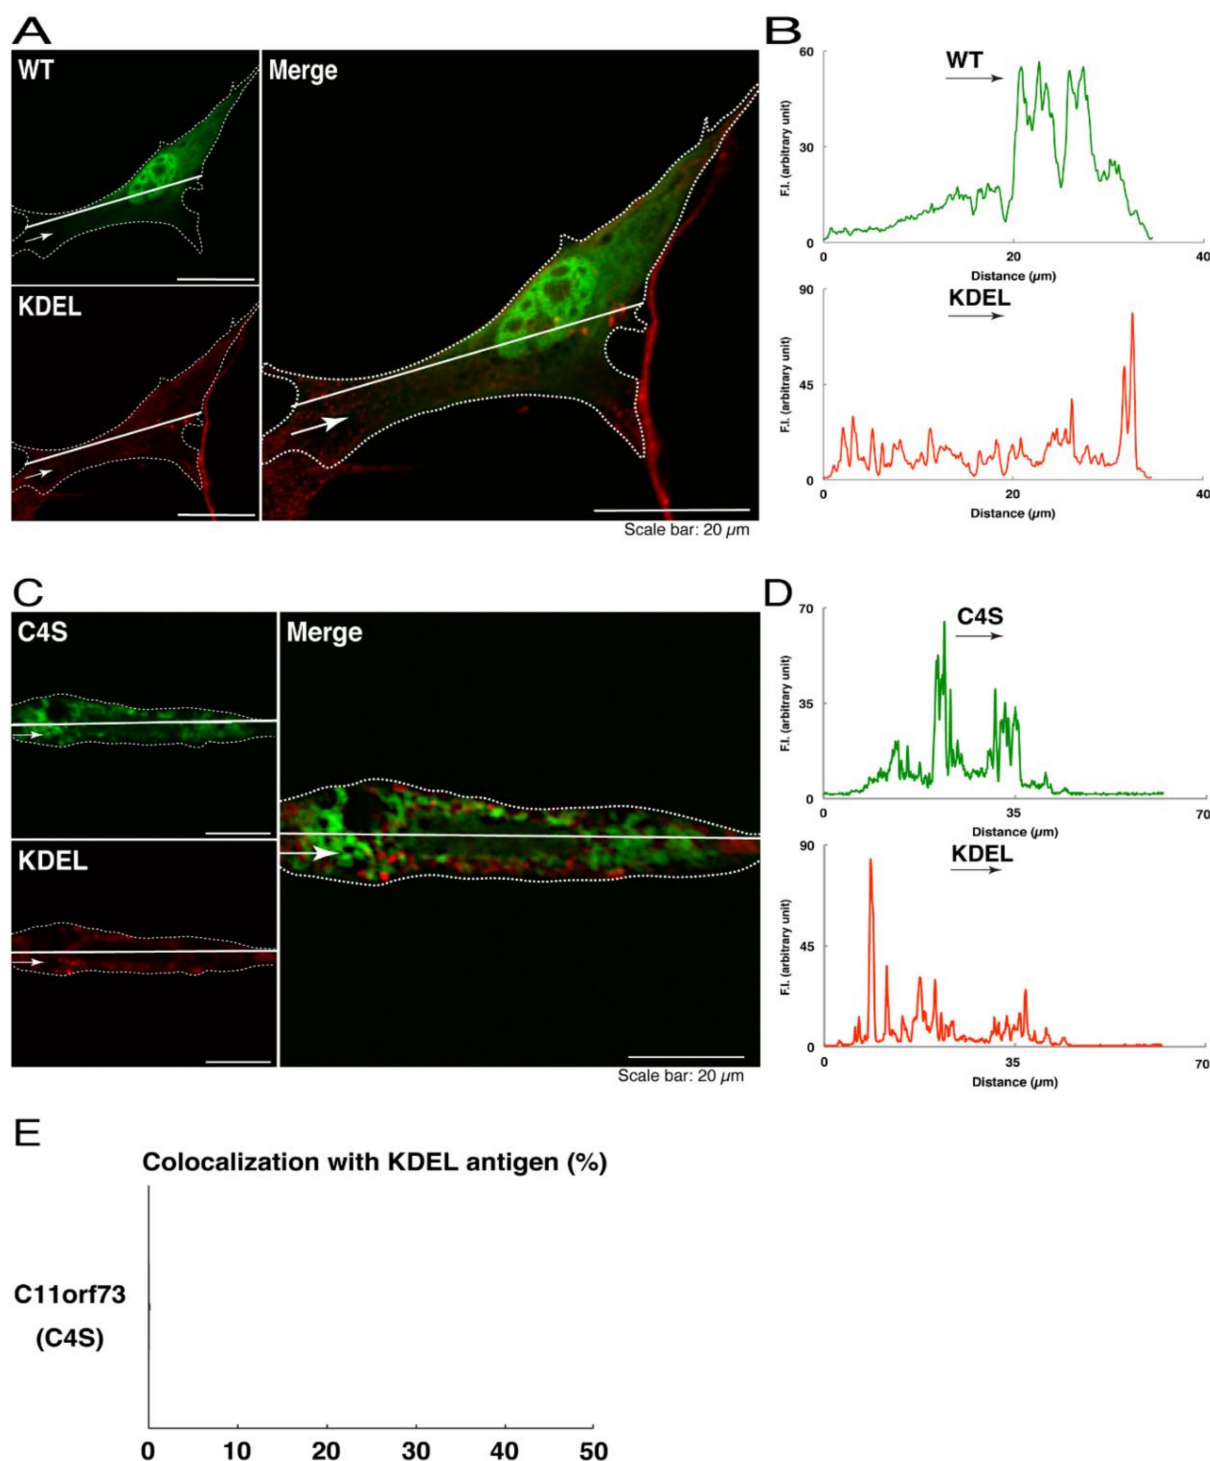 A
WT
KDEL
Merge
Scale bar: 20 µm
B
60
30
0
F.I. (arbitrary unit)
WT
0 20 40
Distance (µm)
90
45
0
F.I. (arbitrary unit)
KDEL
0 20 40
Distance (µm)
C
C4S
KDEL
Merge
Scale bar: 20 µm
D
70
35
0
F.I. (arbitrary unit)
C4S
0 35 70
Distance (µm)
90
45
0
F.I. (arbitrary unit)
KDEL
0 35 70
Distance (µm)
E
Colocalization with KDEL antigen (%)
C11orf73
(C4S)
0 10 20 30 40 50